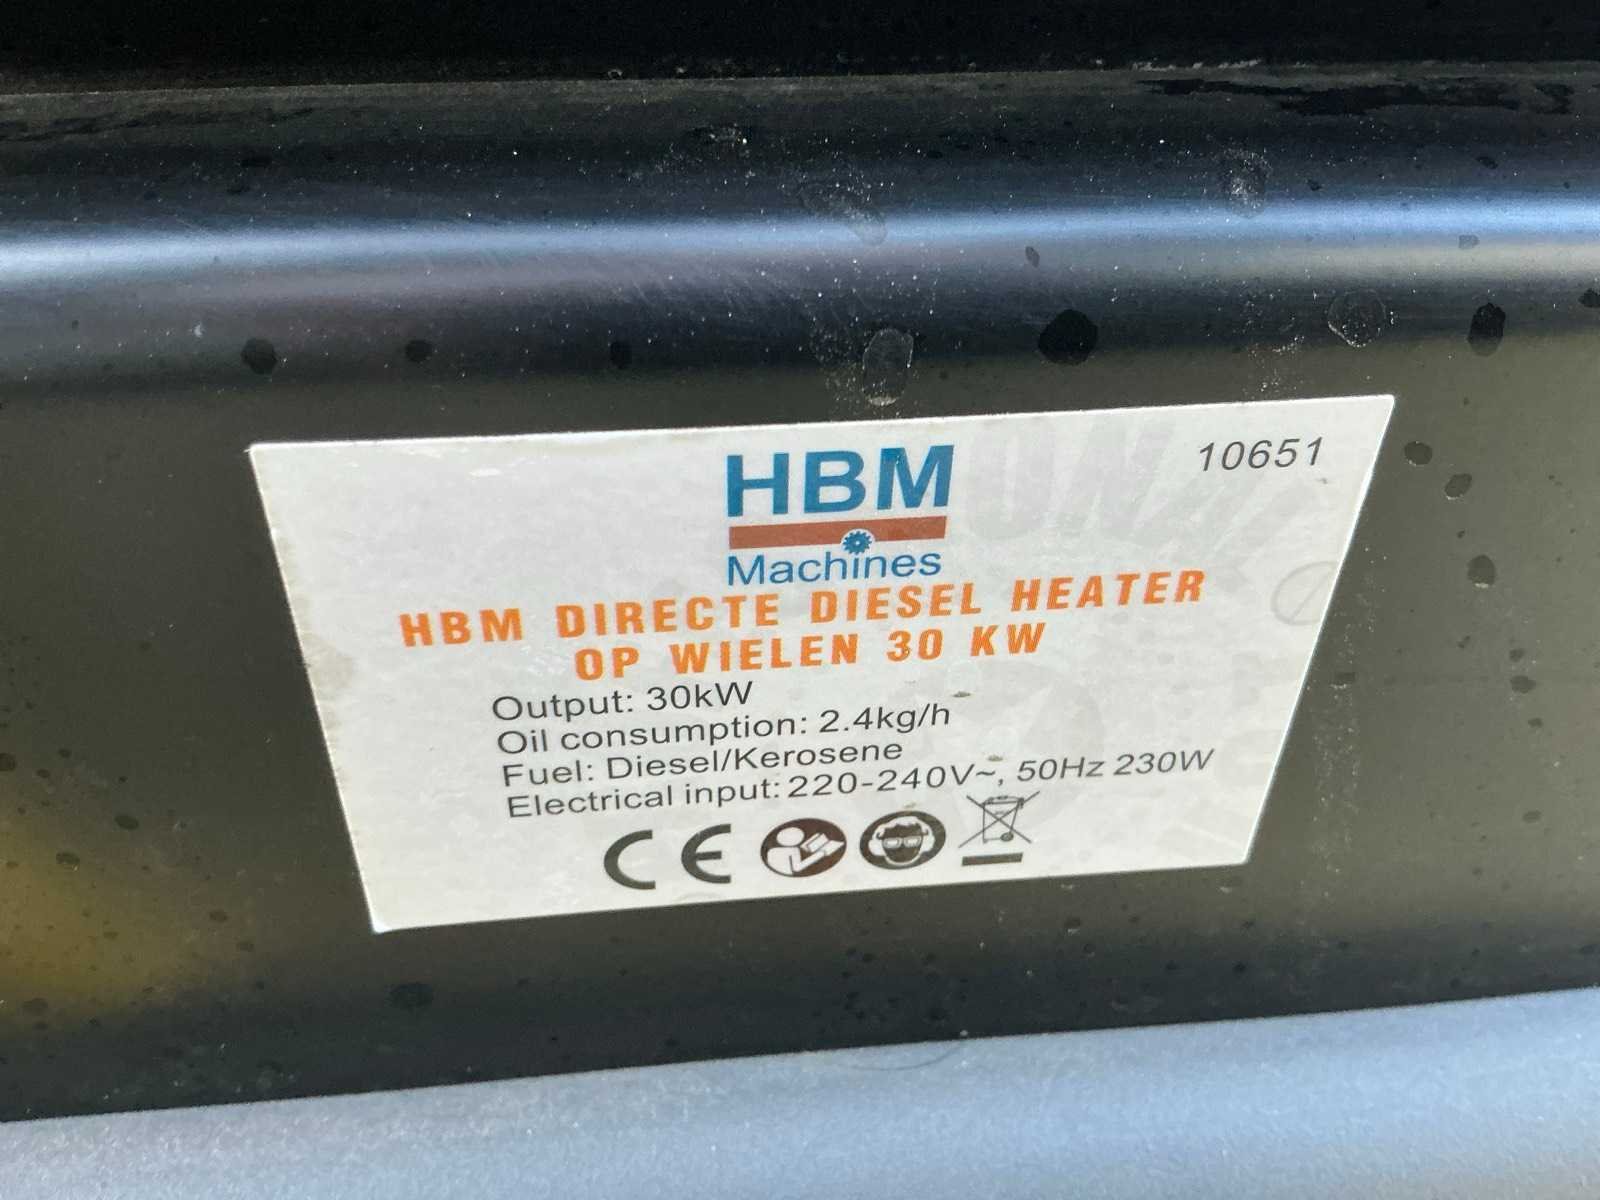 HBM
10651
Machines
HBM DIRECTE DIESEL HEATER
OP WIELEN 30 KW
Output: 30kW
Oil consumption: 2.4kg/h
Fuel: Diesel/Kerosene
Electrical input: 220-240V~, 50Hz 230W
CE